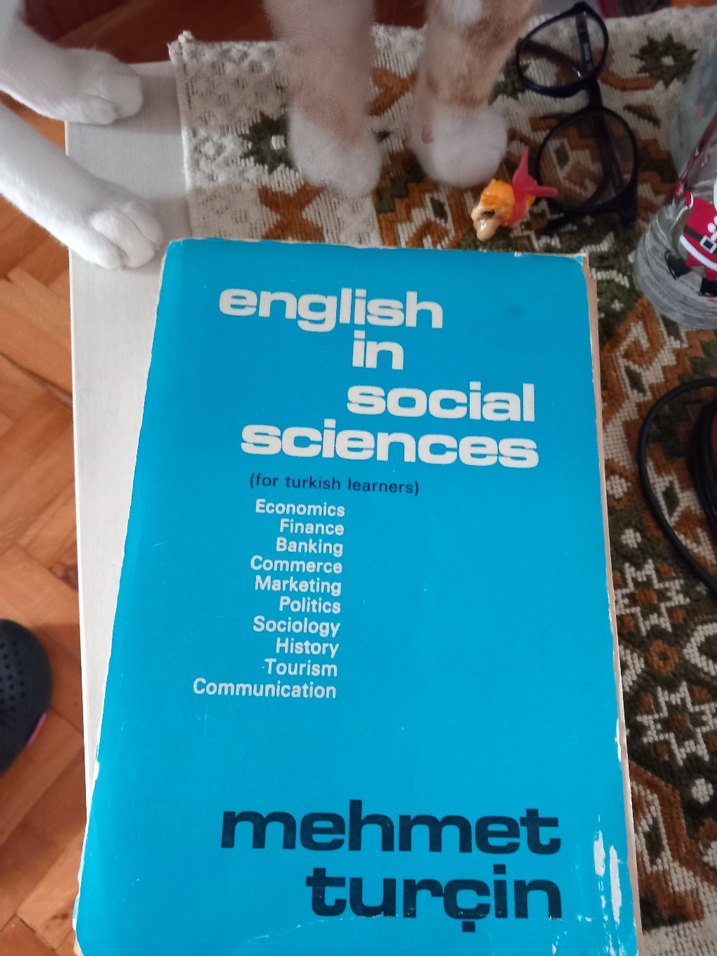 english
in
social
sciences
(for turkish learners)
Economics
Finance
Banking
Commerce
Marketing
Politics
Sociology
History
Tourism
Communication
mehmet
turçin